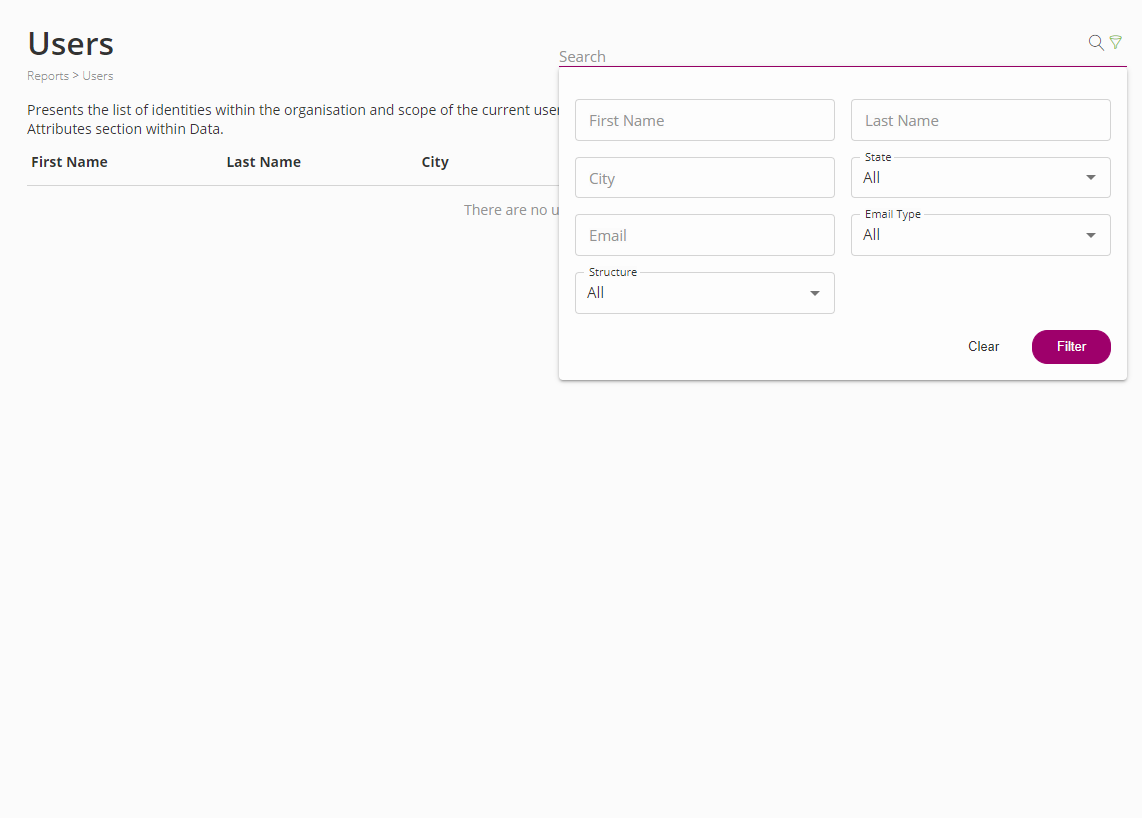 Users
Reports > Users
Search
Presents the list of identities within the organisation and scope of the current user
Attributes section within Data.
First Name Last Name City
There are no u
First Name Last Name
City
State
All
Email
Email Type
All
Structure
All
Clear Filter